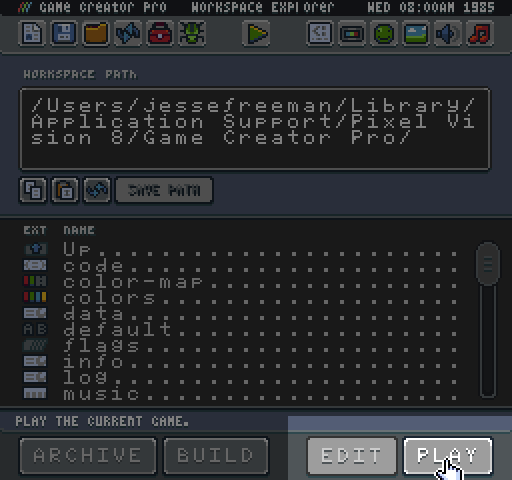 GAME CREATOR PRO WORKSPACE EXPLORER WED 08:00AM 1985
WORKSPACE PATH
/Users/jessefreeman/Library/
Application Support/Pixel Vi
sion 8/Game Creator Pro/
SAVE PATH
EXT NAME
Up
code
color-map
colors
data
AB default
flags
info
log
music
PLAY THE CURRENT GAME.
ARCHIVE BUILD EDIT PLAY